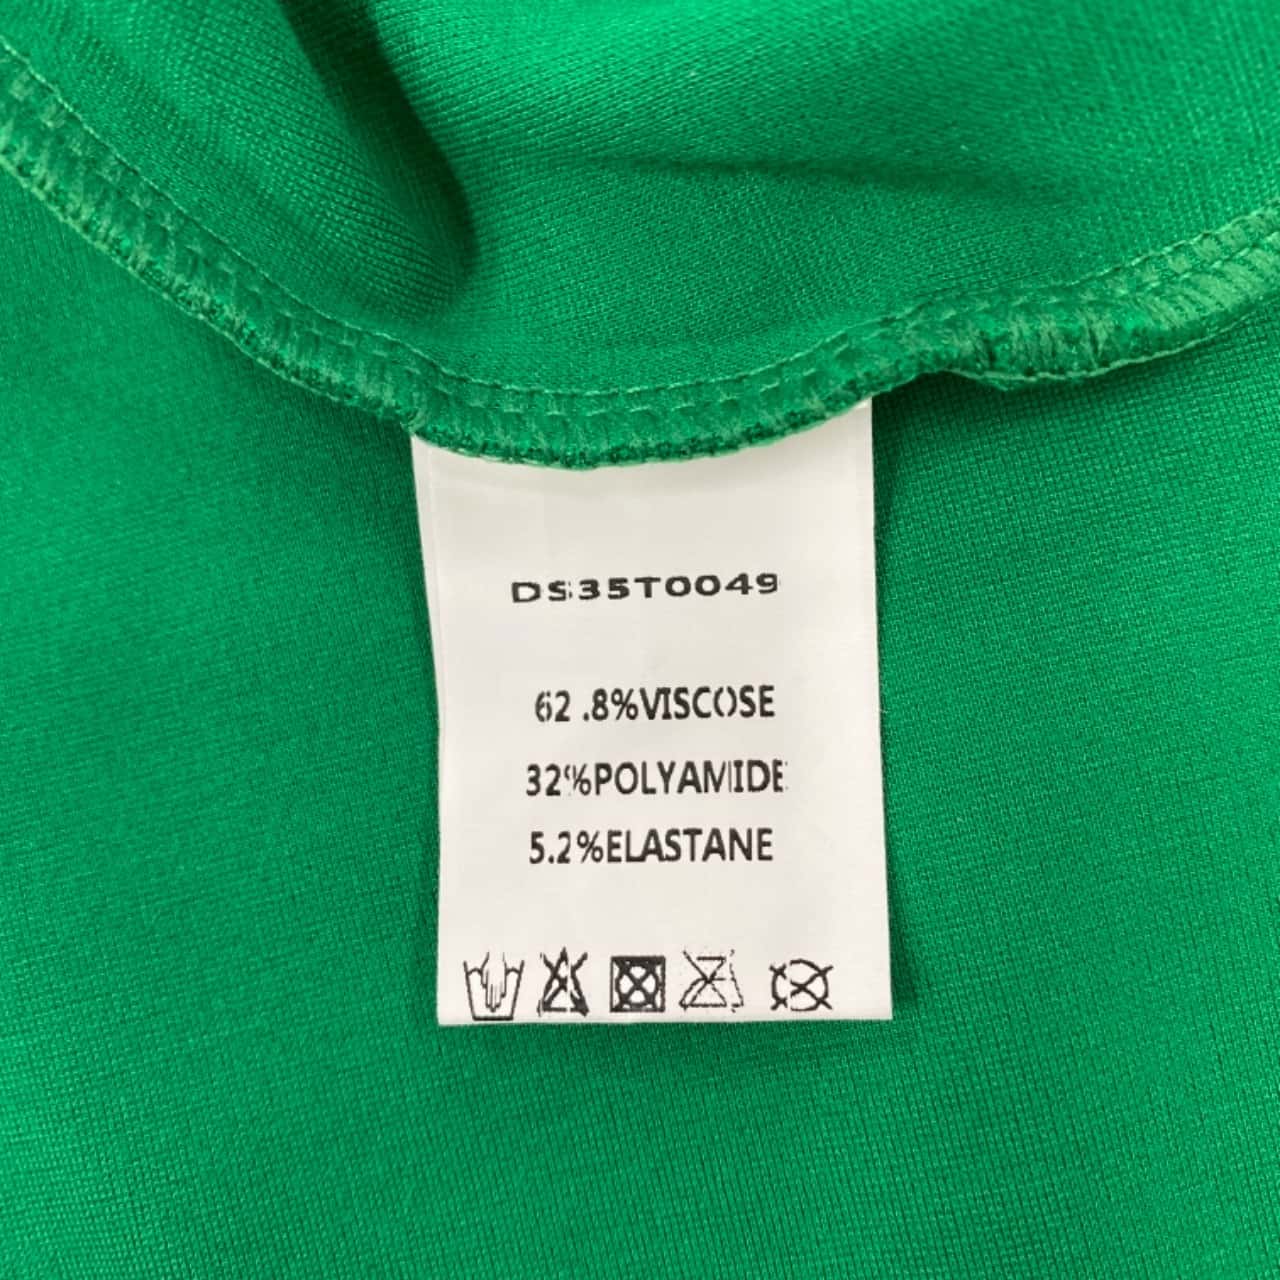 DS35T0049
62.8%VISCOSE
32%POLYAMIDE
5.2%ELASTANE